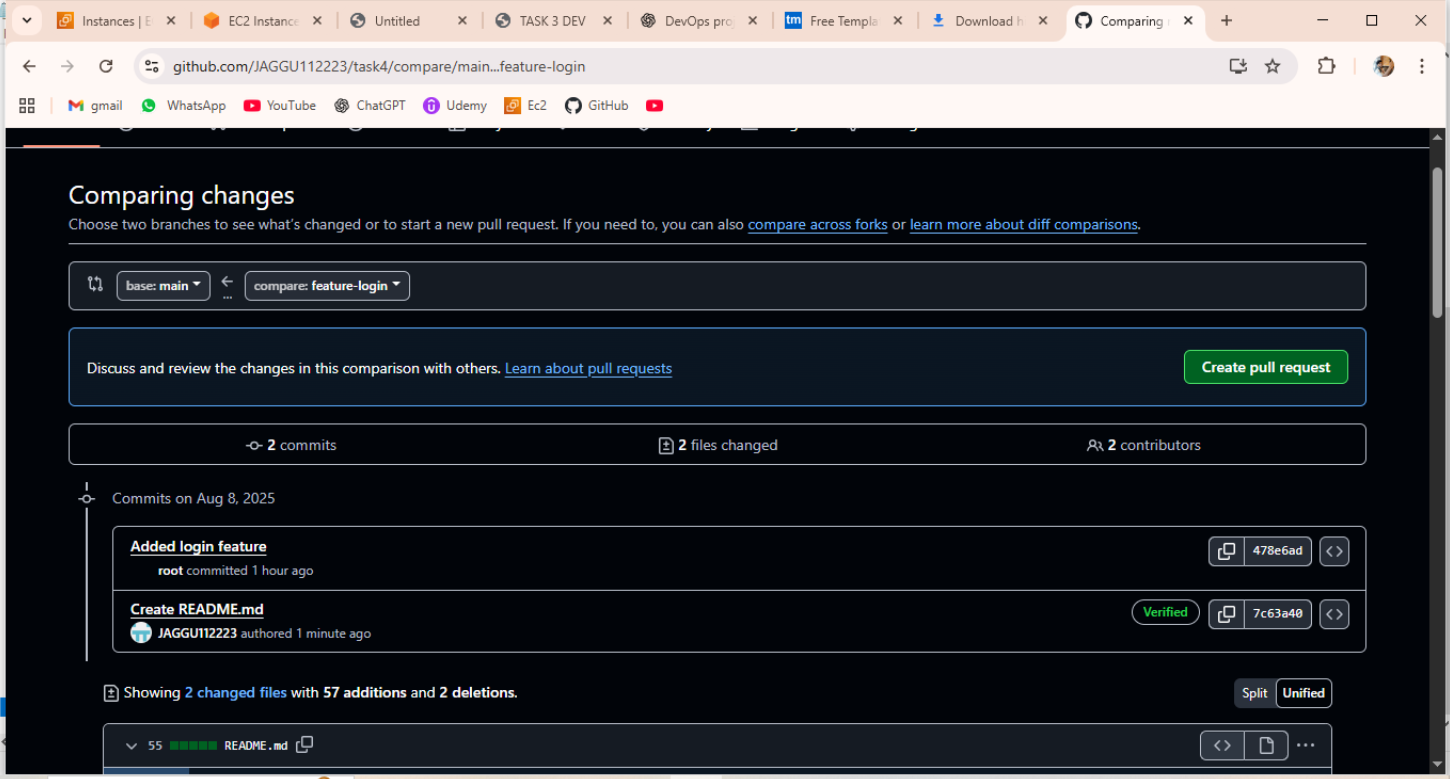 Instances | E
EC2 Instance
Untitled
TASK 3 DEV
DevOps pro
tm Free Templa
Download h
Comparing
github.com/JAGGU112223/task4/compare/main...feature-login
gmail
WhatsApp
YouTube
ChatGPT
Udemy
Ec2
GitHub
Comparing changes
Choose two branches to see what's changed or to start a new pull request. If you need to, you can also compare across forks or learn more about diff comparisons.
base: main
...
compare: feature-login
Discuss and review the changes in this comparison with others. Learn about pull requests
Create pull request
2 commits
2 files changed
2 contributors
Commits on Aug 8, 2025
Added login feature
478e6ad
root committed 1 hour ago
Create README.md
Verified
7c63a40
JAGGU112223 authored 1 minute ago
Showing 2 changed files with 57 additions and 2 deletions.
Split
Unified
55
README.md